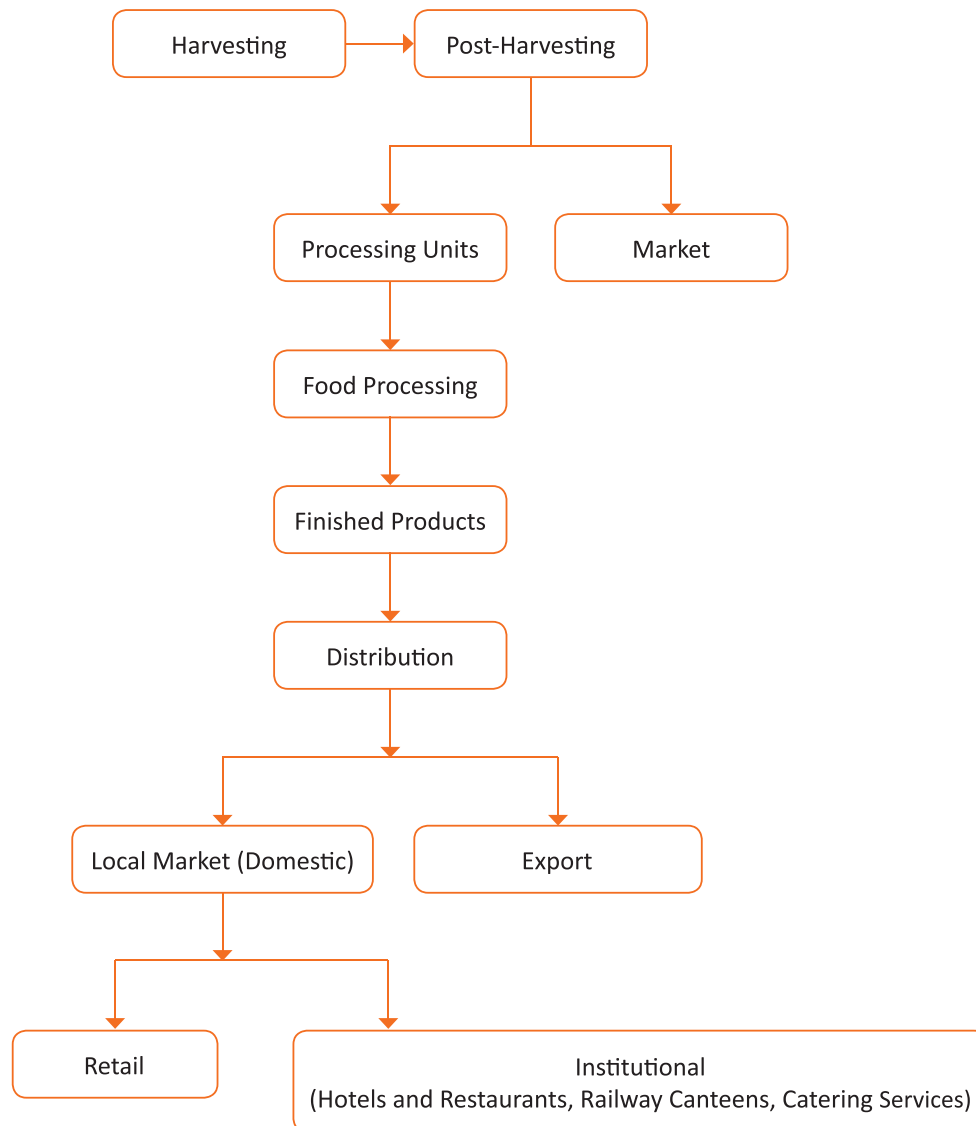 Harvesting
Post-Harvesting
Processing Units
Market
Food Processing
Finished Products
Distribution
Local Market (Domestic)
Export
Retail
Institutional
(Hotels and Restaurants, Railway Canteens, Catering Services)